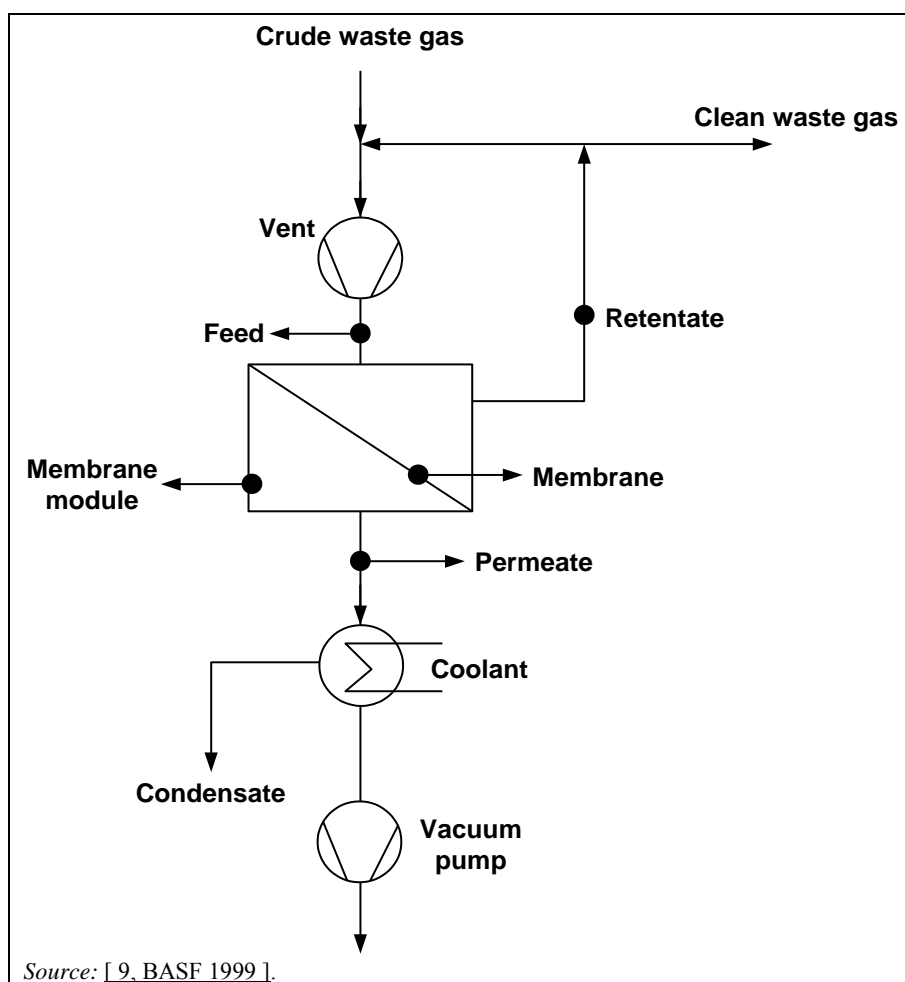 Crude waste gas
Clean waste gas
Vent
Feed
Retentate
Membrane
module
Membrane
Permeate
Coolant
Condensate
Vacuum
pump
Source: [ 9, BASF 1999 ].